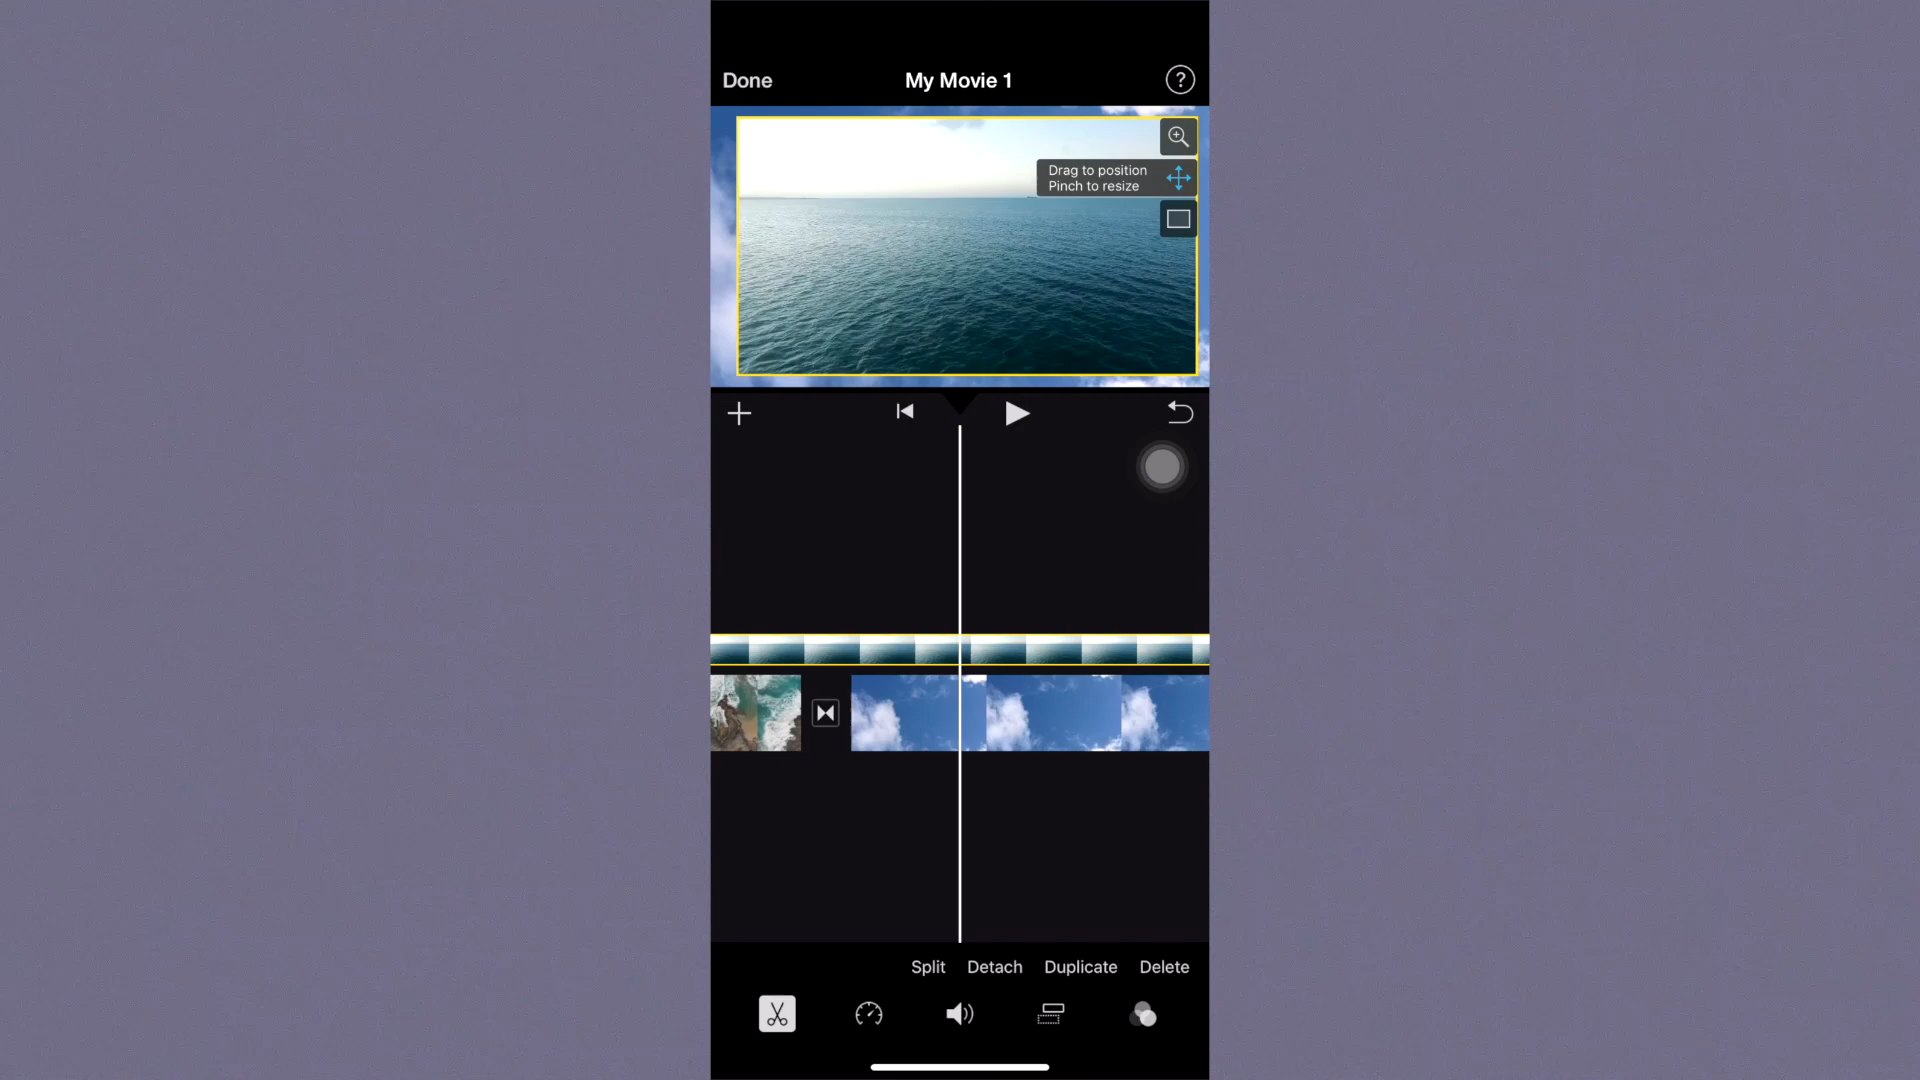 Done
My Movie 1
?
Drag to position
Pinch to resize
Split
Detach
Duplicate
Delete